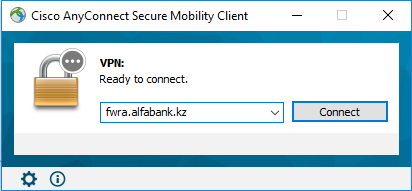 Cisco AnyConnect Secure Mobility Client
VPN:
Ready to connect.
fwra.alfabank.kz
Connect